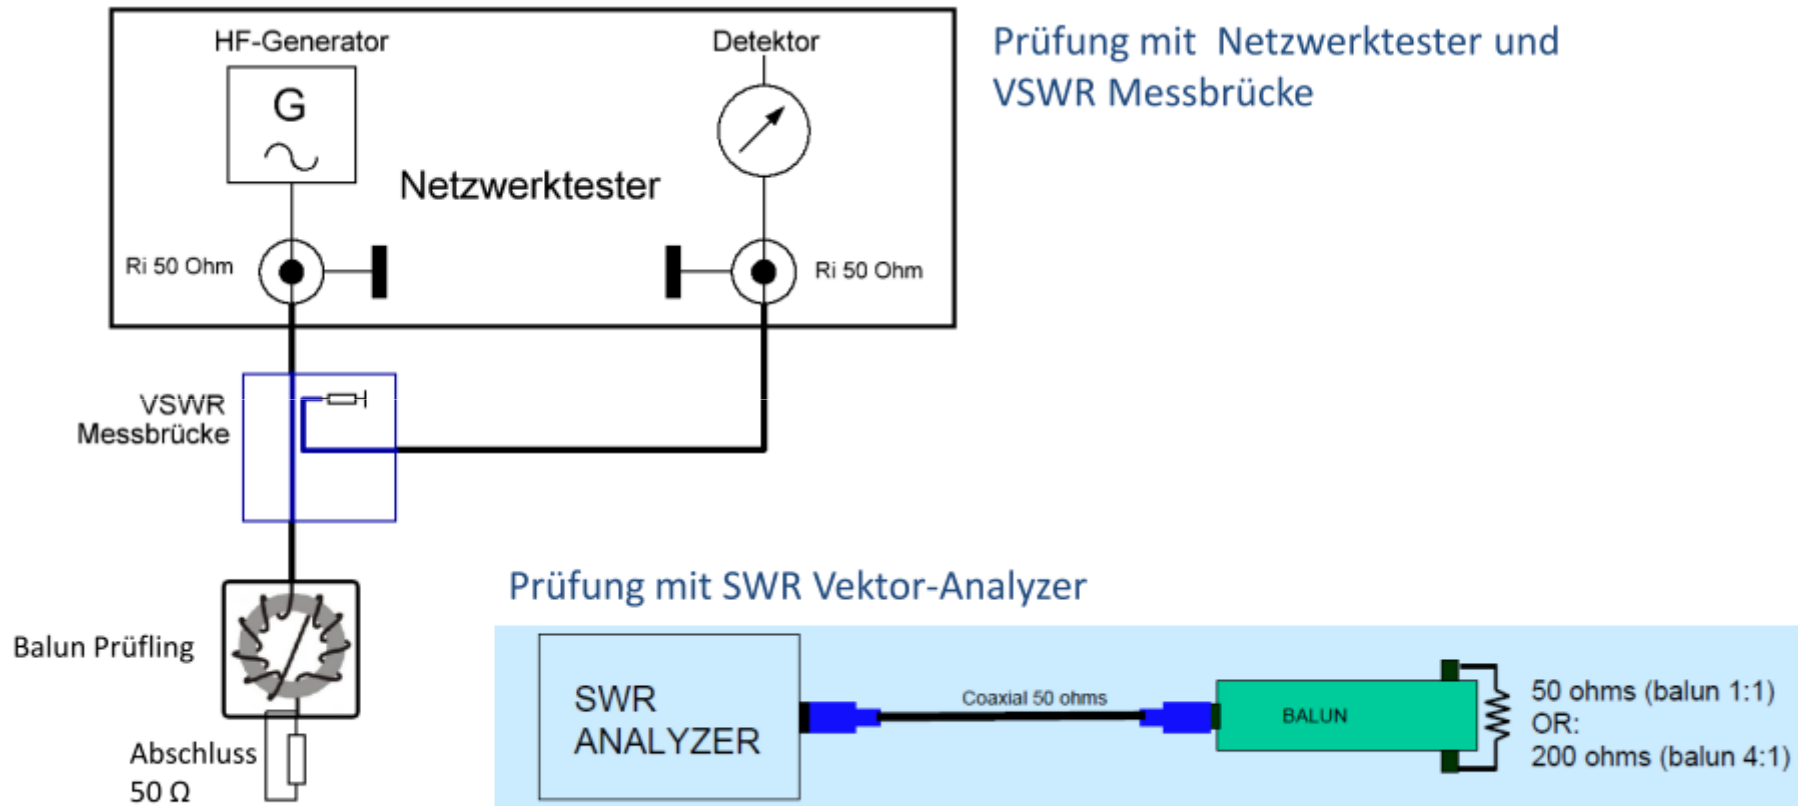 HF-Generator
Detektor
Prüfung mit Netzwerktester und
VSWR Messbrücke
G
Netzwerktester
Ri 50 Ohm
Ri 50 Ohm
VSWR
Messbrücke
Prüfung mit SWR Vektor-Analyzer
Balun Prüfling
Abschluss
50 Ω
SWR
ANALYZER
Coaxial 50 ohms
BALUN
50 ohms (balun 1:1)
OR:
200 ohms (balun 4:1)